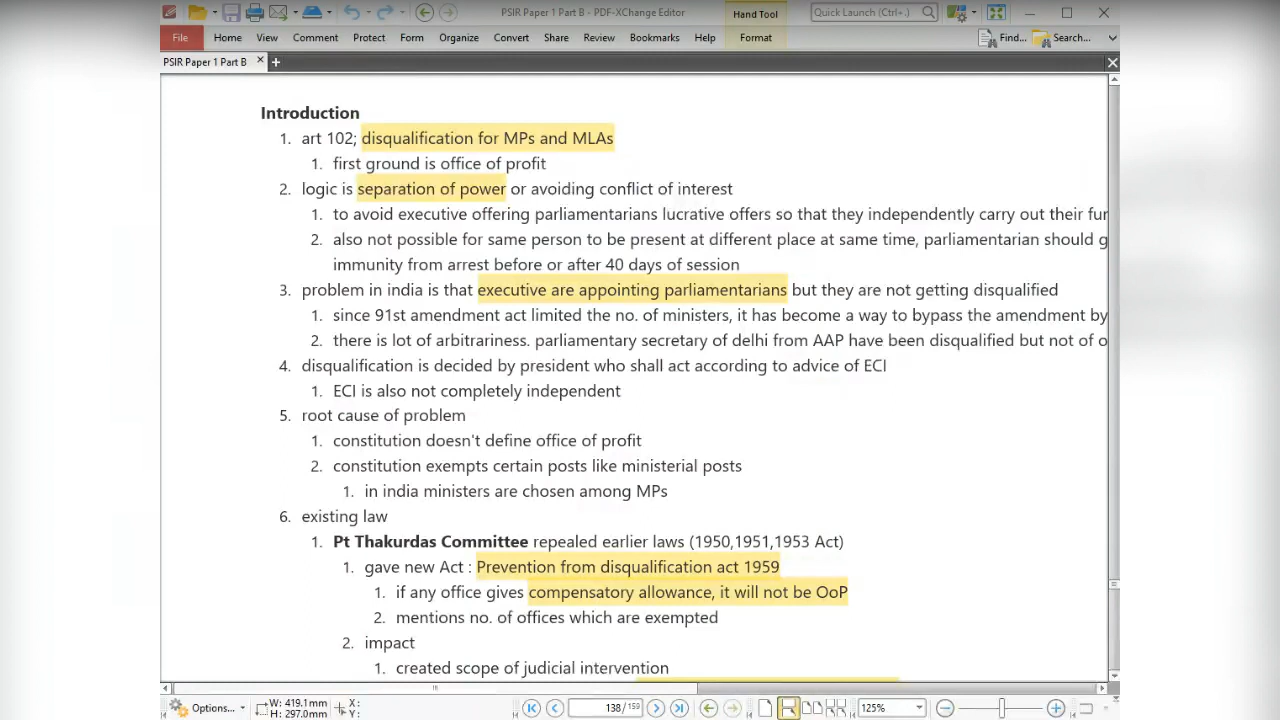 PSIR Paper 1 Part B - PDF-XChange Editor
Hand Tool
Quick Launch (Ctrl+.)
File Home View Comment Protect Form Organize Convert Share Review Bookmarks Help Format Find... Search...
PSIR Paper 1 Part B
Introduction
1. art 102; disqualification for MPs and MLAs
1. first ground is office of profit
2. logic is separation of power or avoiding conflict of interest
1. to avoid executive offering parliamentarians lucrative offers so that they independently carry out their
2. also not possible for same person to be present at different place at same time, parliamentarian should
immunity from arrest before or after 40 days of session
3. problem in india is that executive are appointing parliamentarians but they are not getting disqualified
1. since 91st amendment act limited the no. of ministers, it has become a way to bypass the amendment by
2. there is lot of arbitrariness. parliamentary secretary of delhi from AAP have been disqualified but not of
4. disqualification is decided by president who shall act according to advice of ECI
1. ECI is also not completely independent
5. root cause of problem
1. constitution doesn't define office of profit
2. constitution exempts certain posts like ministerial posts
1. in india ministers are chosen among MPs
6. existing law
1. Pt Thakurdas Committee repealed earlier laws (1950,1951,1953 Act)
1. gave new Act : Prevention from disqualification act 1959
1. if any office gives compensatory allowance, it will not be OoP
2. mentions no. of offices which are exempted
2. impact
1. created scope of judicial intervention
Options... W: 419.1mm X: 138/159 125%
H: 297.0mm Y: